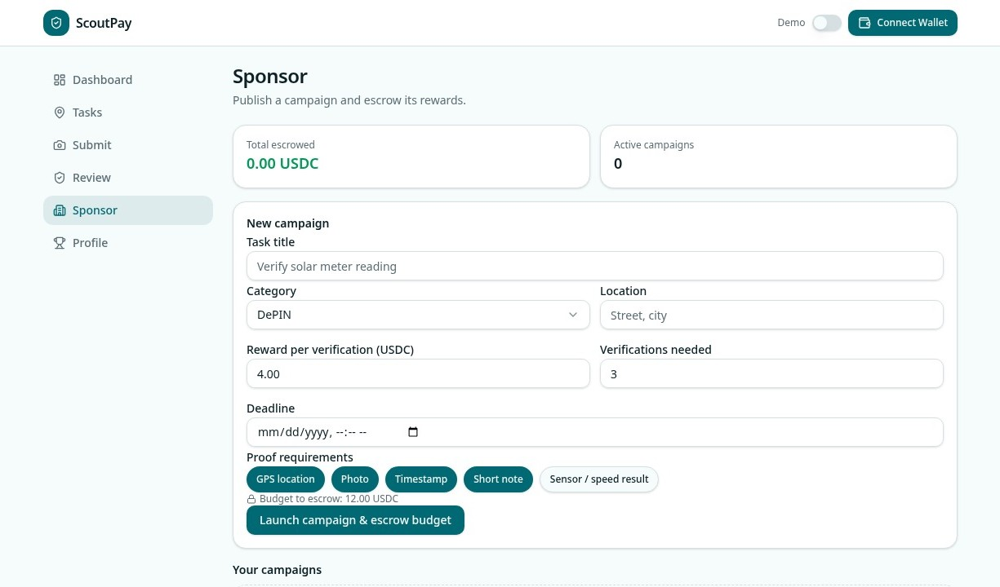 ScoutPay
Demo
Connect Wallet
Dashboard
Tasks
Submit
Review
Sponsor
Profile
Sponsor
Publish a campaign and escrow its rewards.
Total escrowed
0.00 USDC
Active campaigns
0
New campaign
Task title
Verify solar meter reading
Category
Location
DePIN
Street, city
Reward per verification (USDC)
Verifications needed
4.00
3
Deadline
mm/dd/yyyy, --:-- --
Proof requirements
GPS location
Photo
Timestamp
Short note
Sensor / speed result
Budget to escrow: 12.00 USDC
Launch campaign & escrow budget
Your campaigns